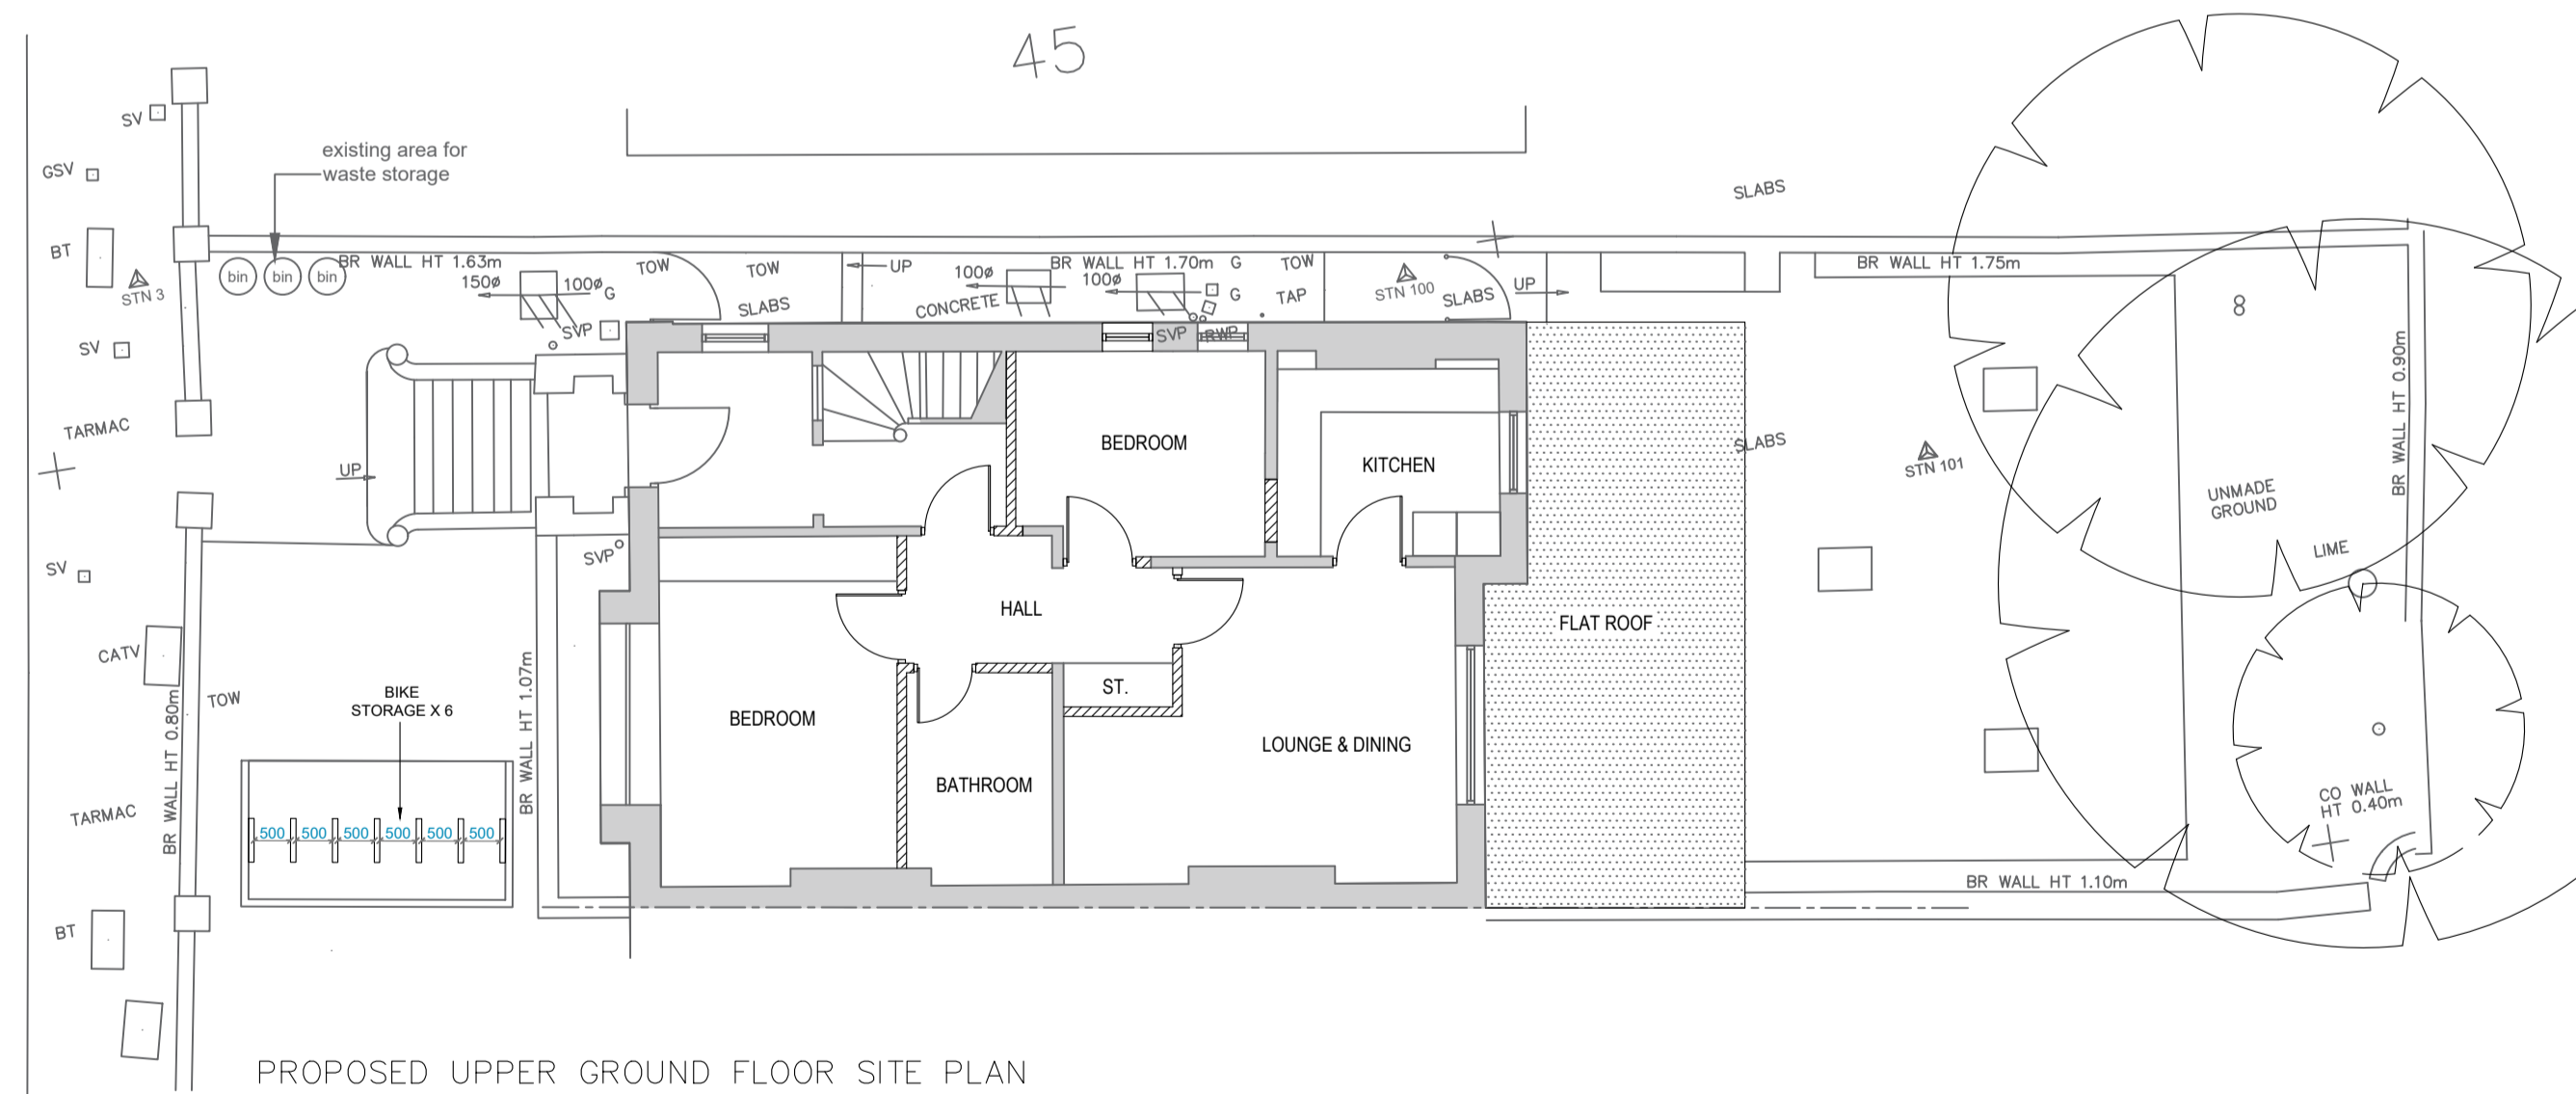 45
SV
existing area for
waste storage
GSV
SLABS
BT
STN 3
bin
bin
bin
BR WALL HT 1.63m
150ø
100ø
G
TOW
TOW
SLABS
UP
100ø
CONCRETE
BR WALL HT 1.70m
100ø
G
G
TOW
TAP
STN 100
SLABS
UP
BR WALL HT 1.75m
8
SVP
SVP
RWP
SV
BR WALL HT 0.90m
TARMAC
UP
BEDROOM
KITCHEN
SLABS
STN 101
UNMADE
GROUND
LIME
SVP
SV
HALL
FLAT ROOF
CATV
BR WALL HT 0.80m
TOW
BIKE
STORAGE X 6
BR WALL HT 1.07m
BEDROOM
ST.
LOUNGE & DINING
BATHROOM
CO WALL
HT 0.40m
TARMAC
500 500 500 500 500 500
BR WALL HT 1.10m
BT
PROPOSED UPPER GROUND FLOOR SITE PLAN